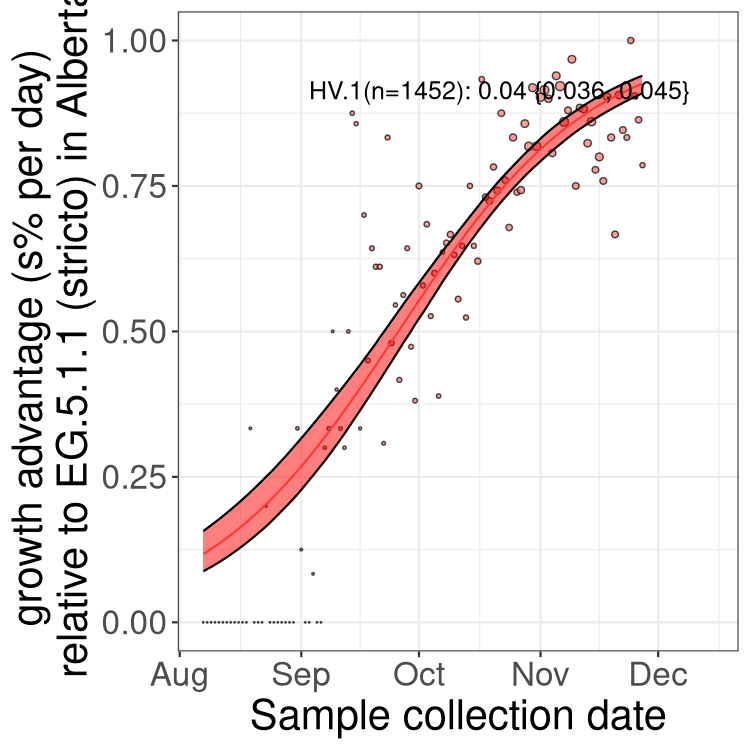 growth advantage (s% per day)
relative to EG.5.1.1 (stricto) in Alberta
1.00
0.75
0.50
0.25
0.00
HV.1(n=1452): 0.04 {0.036, 0.045}
Aug Sep Oct Nov Dec
Sample collection date